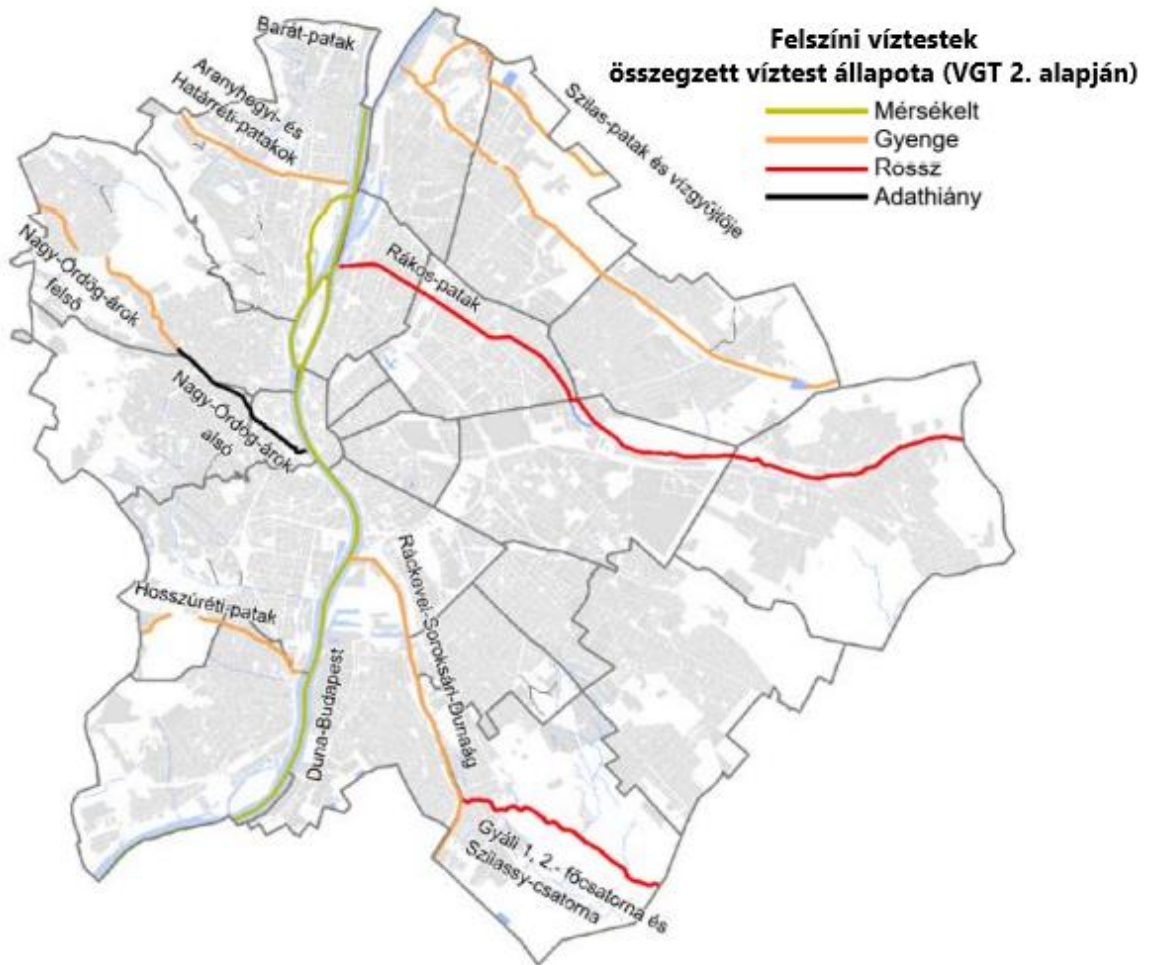 Felszíni víztestek
összegzett víztest állapota (VGT 2. alapján)
Mérsékelt
Gyenge
Rossz
Adathiány
Barát-patak
Aranyhegyi- és
Határréti-patakok
Szilas-patak és vízgyűjtője
Nagy-Ördög-árok
felső
Rákos-patak
Nagy-Ördög-árok
alsó
Hosszúréti-patak
Ráckevei-Soroksári-Dunaág
Duna-Budapest
Gyáli 1, 2.- főcsatorna és
Szilassy-csatorna